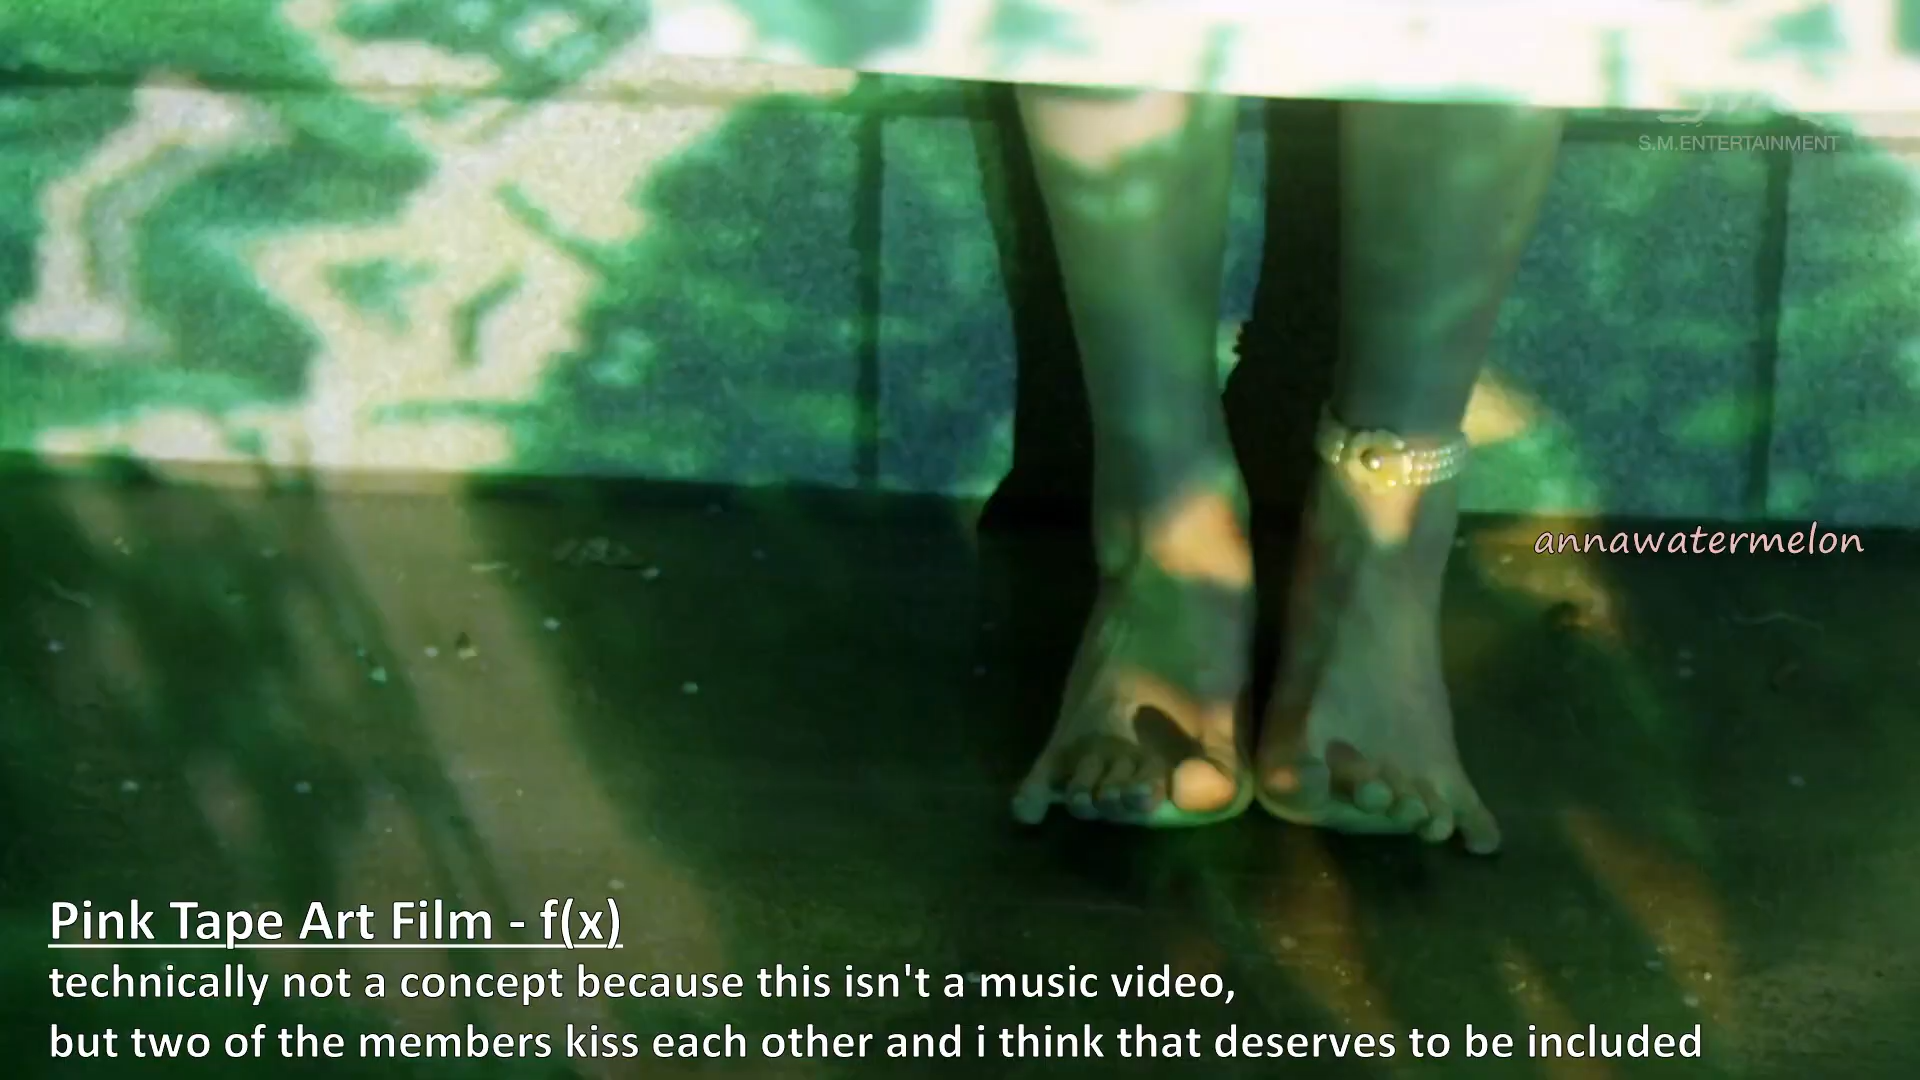 S.M.ENTERTAINMENT
annawatermelon
Pink Tape Art Film - f(x)
technically not a concept because this isn't a music video,
but two of the members kiss each other and i think that deserves to be included